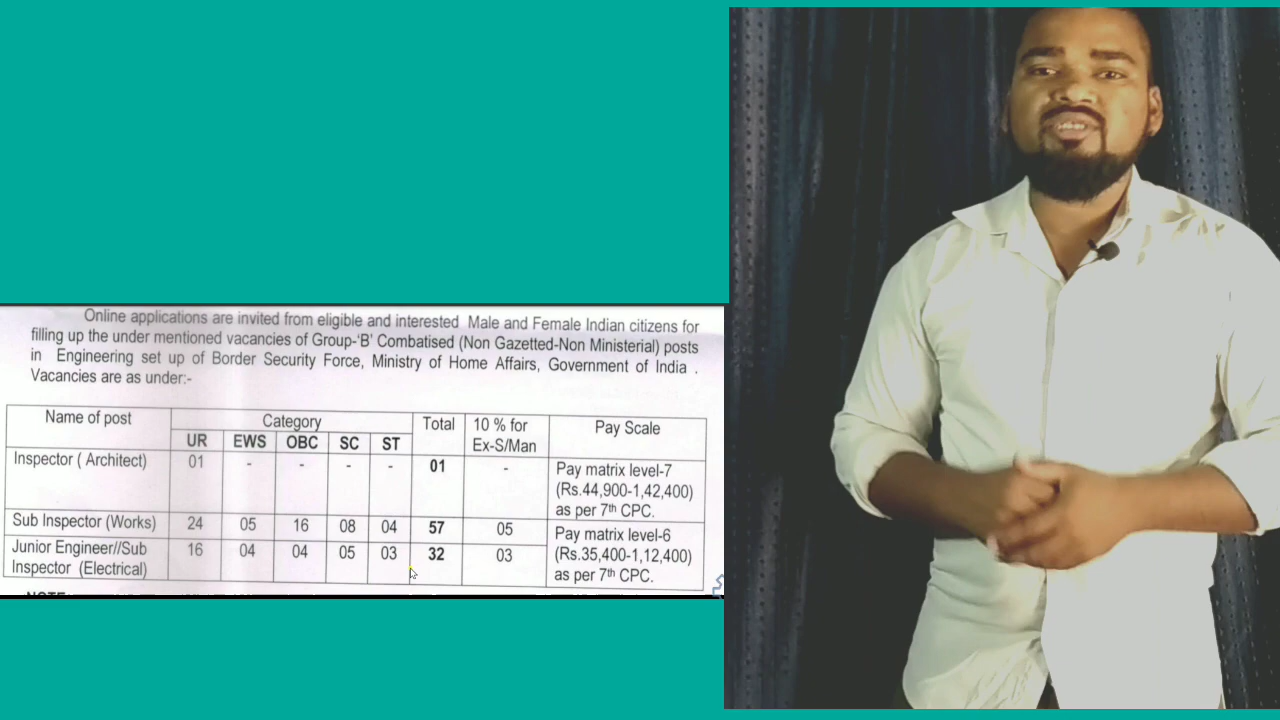 Online applications are invited from eligible and interested Male and Female Indian citizens for
filling up the under mentioned vacancies of Group-'B' Combatised (Non Gazetted-Non Ministerial) posts
in Engineering set up of Border Security Force, Ministry of Home Affairs, Government of India .
Vacancies are as under:-
Name of post Category Total 10 % for Ex-S/Man Pay Scale
UR EWS OBC SC ST
Inspector ( Architect) 01 - - - - 01 - Pay matrix level-7
(Rs.44,900-1,42,400)
as per 7th CPC.
Sub Inspector (Works) 24 05 16 08 04 57 05 Pay matrix level-6
Junior Engineer//Sub 16 04 04 05 03 32 03 (Rs.35,400-1,12,400)
Inspector (Electrical) as per 7th CPC.